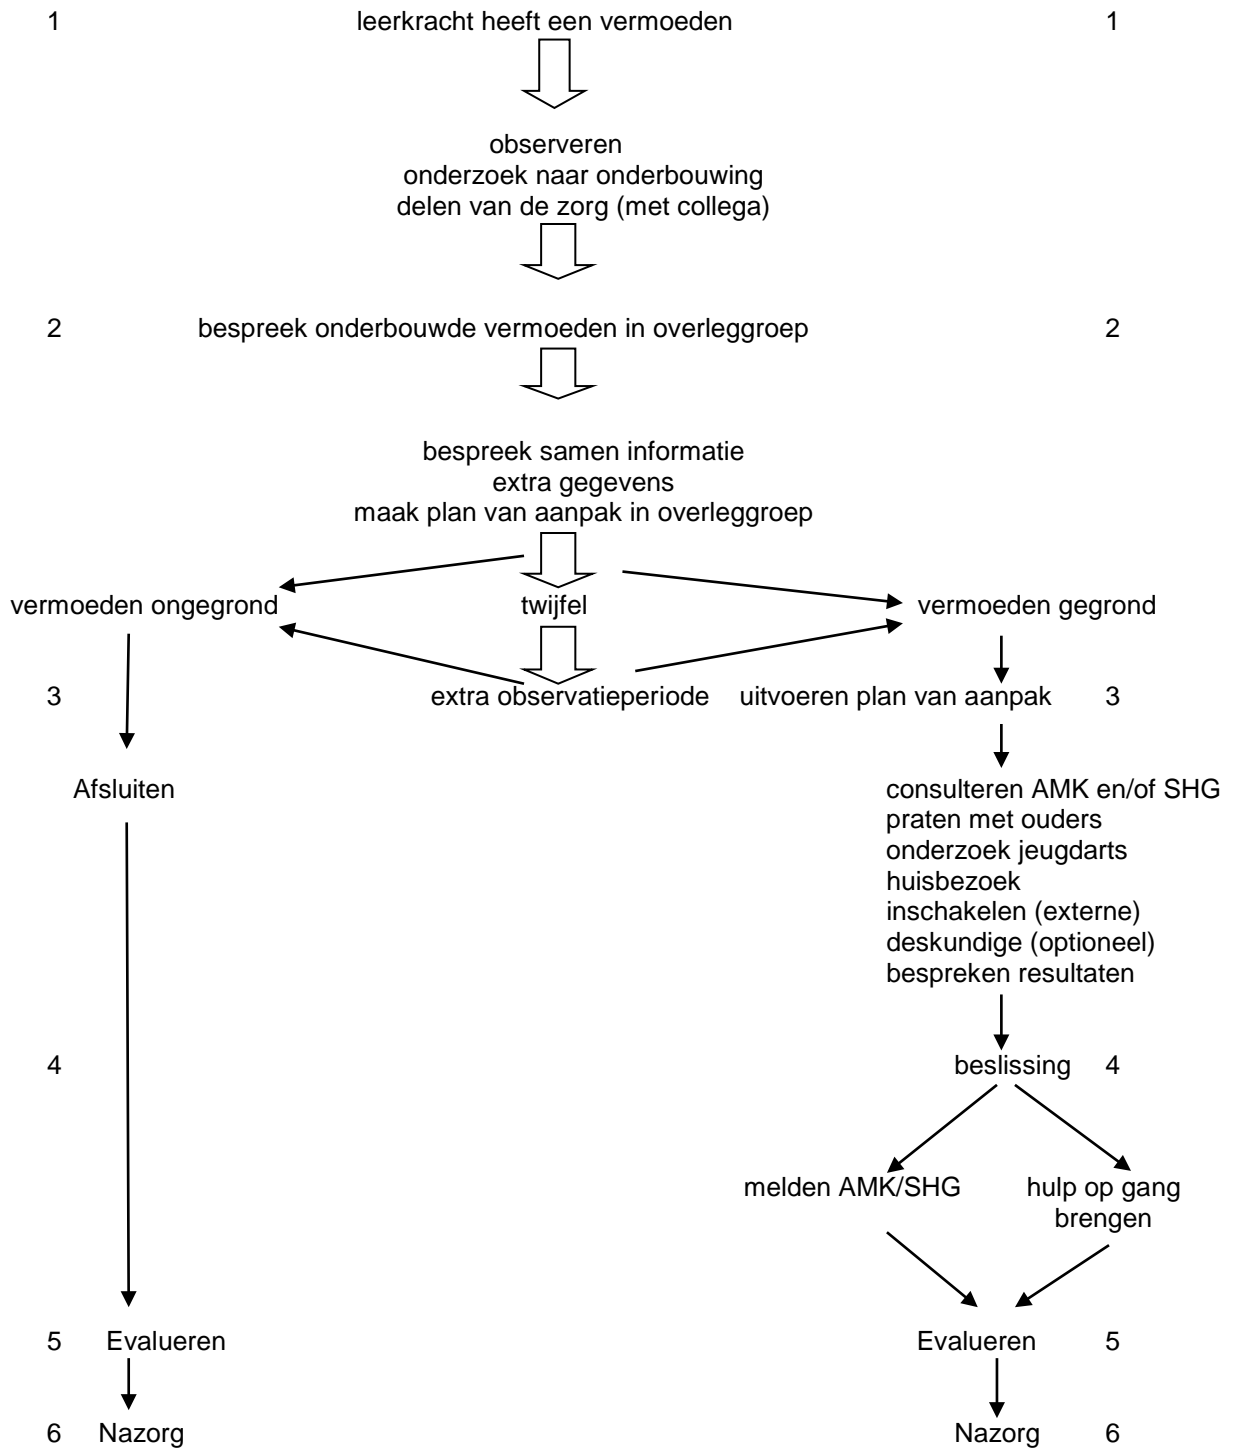 1 leerkracht heeft een vermoeden 1
observeren
onderzoek naar onderbouwing
delen van de zorg (met collega)
2 bespreek onderbouwde vermoeden in overleggroep 2
bespreek samen informatie
extra gegevens
maak plan van aanpak in overleggroep
vermoeden ongegrond twijfel vermoeden gegrond
3 extra observatieperiode uitvoeren plan van aanpak 3
Afsluiten
consulteren AMK en/of SHG
praten met ouders
onderzoek jeugdarts
huisbezoek
inschakelen (externe)
deskundige (optioneel)
bespreken resultaten
4 beslissing 4
melden AMK/SHG
hulp op gang
brengen
5 Evalueren Evalueren 5
6 Nazorg Nazorg 6